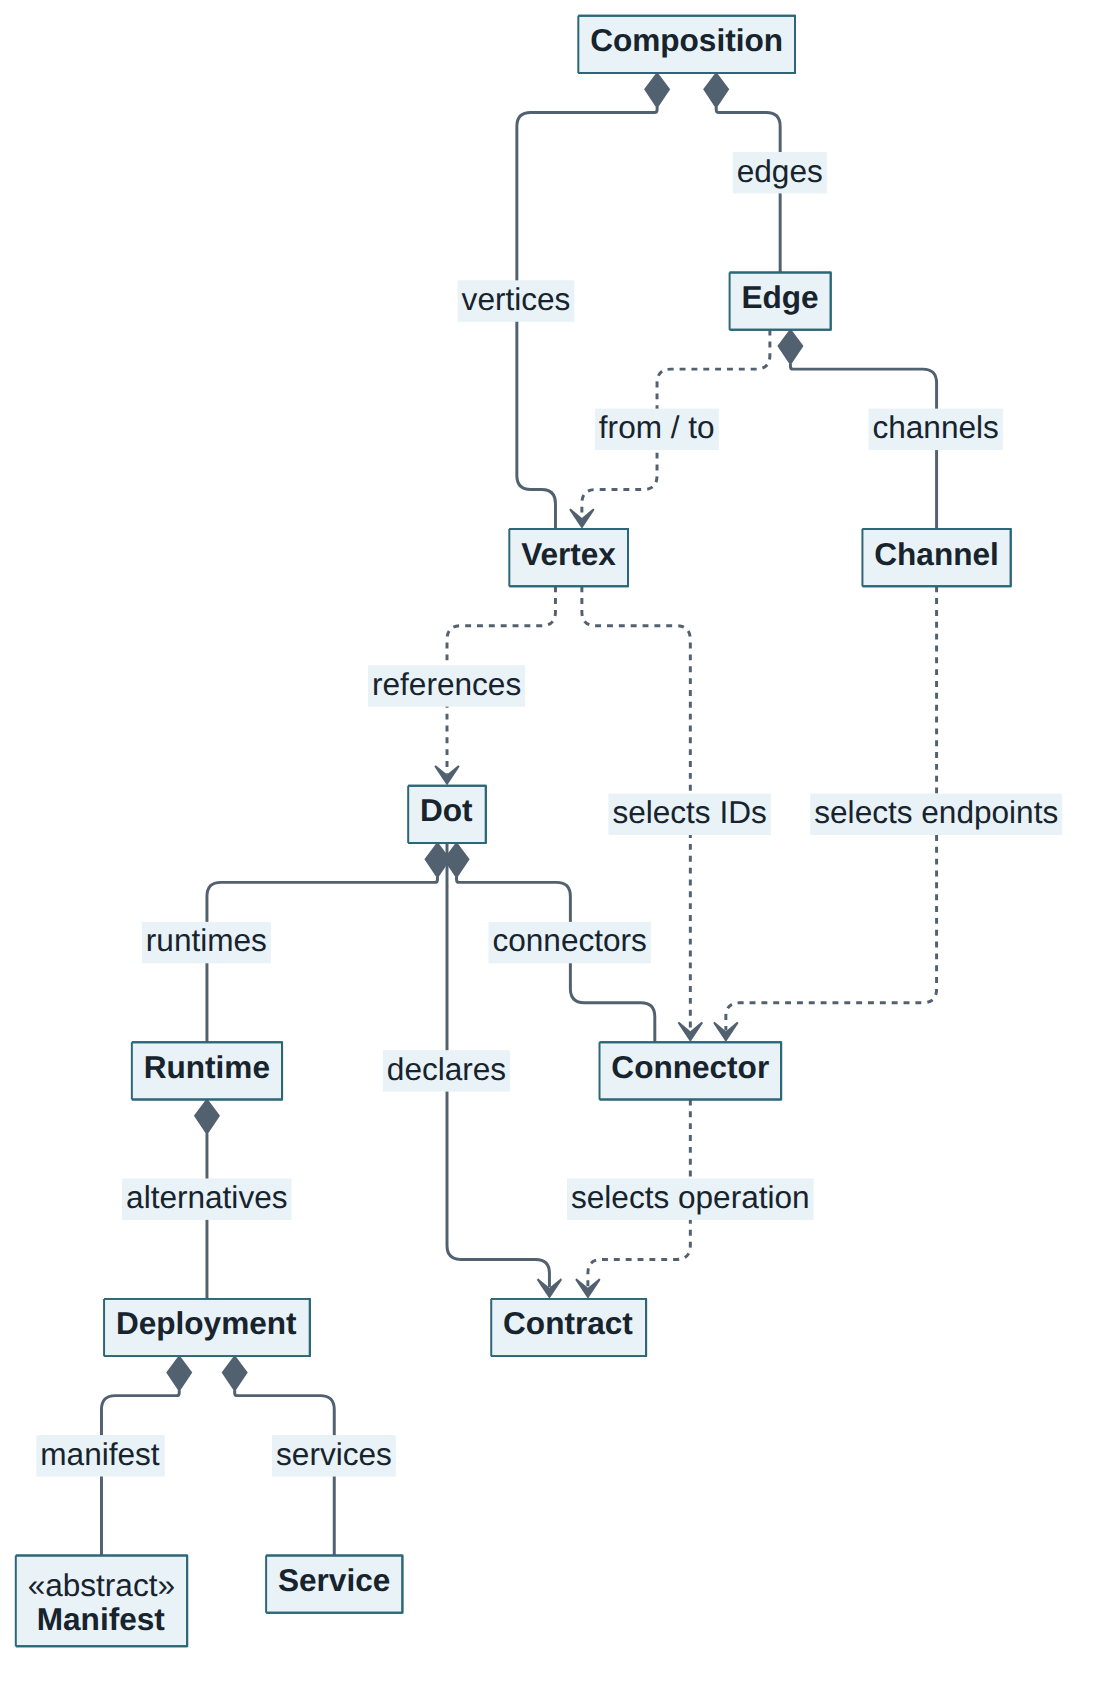 Composition
edges
vertices
Edge
from / to
channels
Vertex
Channel
references
Dot
selects IDs
selects endpoints
runtimes
connectors
Runtime
declares
Connector
alternatives
selects operation
Deployment
Contract
manifest
services
«abstract»
Manifest
Service